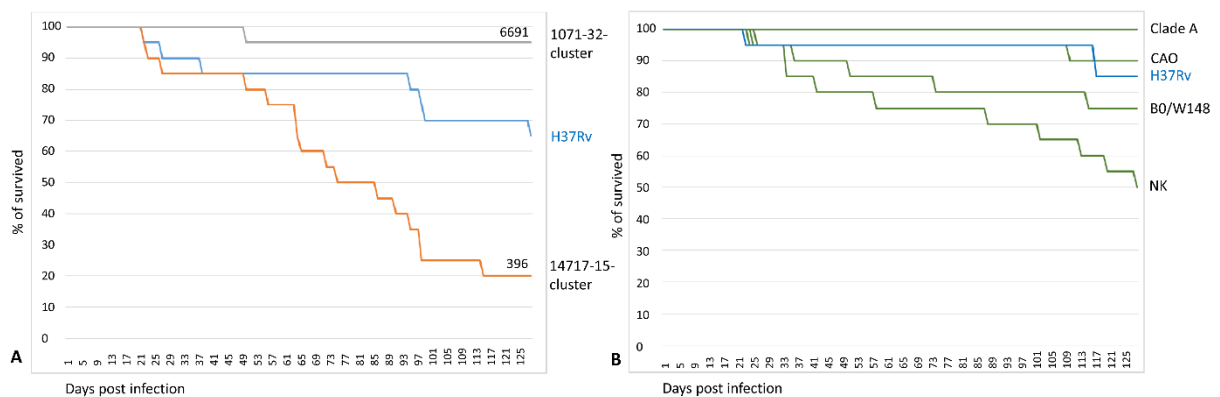 % of survived
100
90
80
70
60
50
40
30
20
10
0
6691
1071-32-
cluster
H37Rv
396
14717-15-
cluster
A
1 5 9 13 17 21 25 29 33 37 41 45 49 53 57 61 65 69 73 77 81 85 89 93 97 101 105 109 113 117 121 125
Days post infection
% of survived
100
90
80
70
60
50
40
30
20
90
0
Clade A
CAO
H37Rv
B0/W148
NK
B
1 5 9 13 17 21 25 29 33 37 41 45 49 53 57 61 65 69 73 77 81 85 89 93 97 101 105 109 113 117 121 125
Days post infection